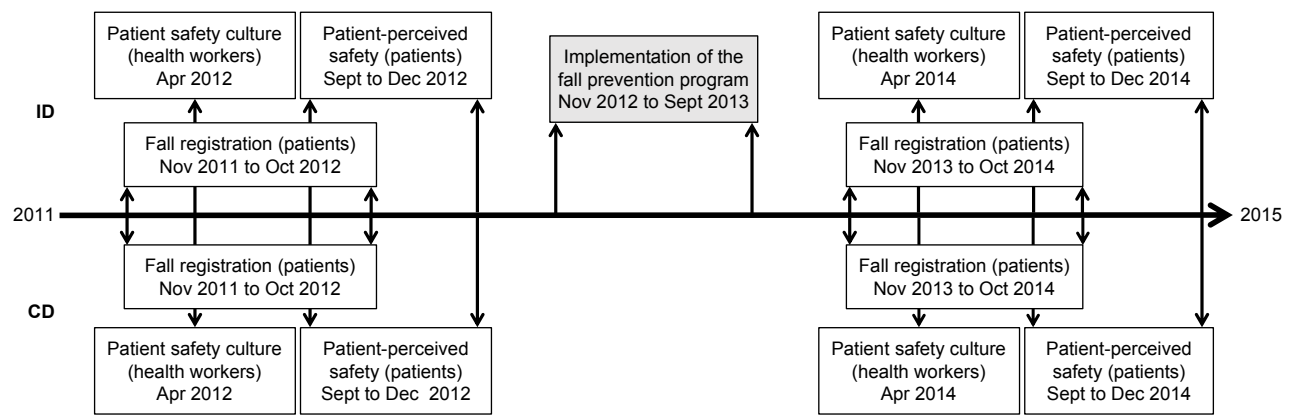 Patient safety culture
(health workers)
Apr 2012
Patient-perceived
safety (patients)
Sept to Dec 2012
Implementation of the
fall prevention program
Nov 2012 to Sept 2013
Patient safety culture
(health workers)
Apr 2014
Patient-perceived
safety (patients)
Sept to Dec 2014
ID
Fall registration (patients)
Nov 2011 to Oct 2012
Fall registration (patients)
Nov 2013 to Oct 2014
2011
2015
Fall registration (patients)
Nov 2011 to Oct 2012
Fall registration (patients)
Nov 2013 to Oct 2014
CD
Patient safety culture
(health workers)
Apr 2012
Patient-perceived
safety (patients)
Sept to Dec  2012
Patient safety culture
(health workers)
Apr 2014
Patient-perceived
safety (patients)
Sept to Dec 2014